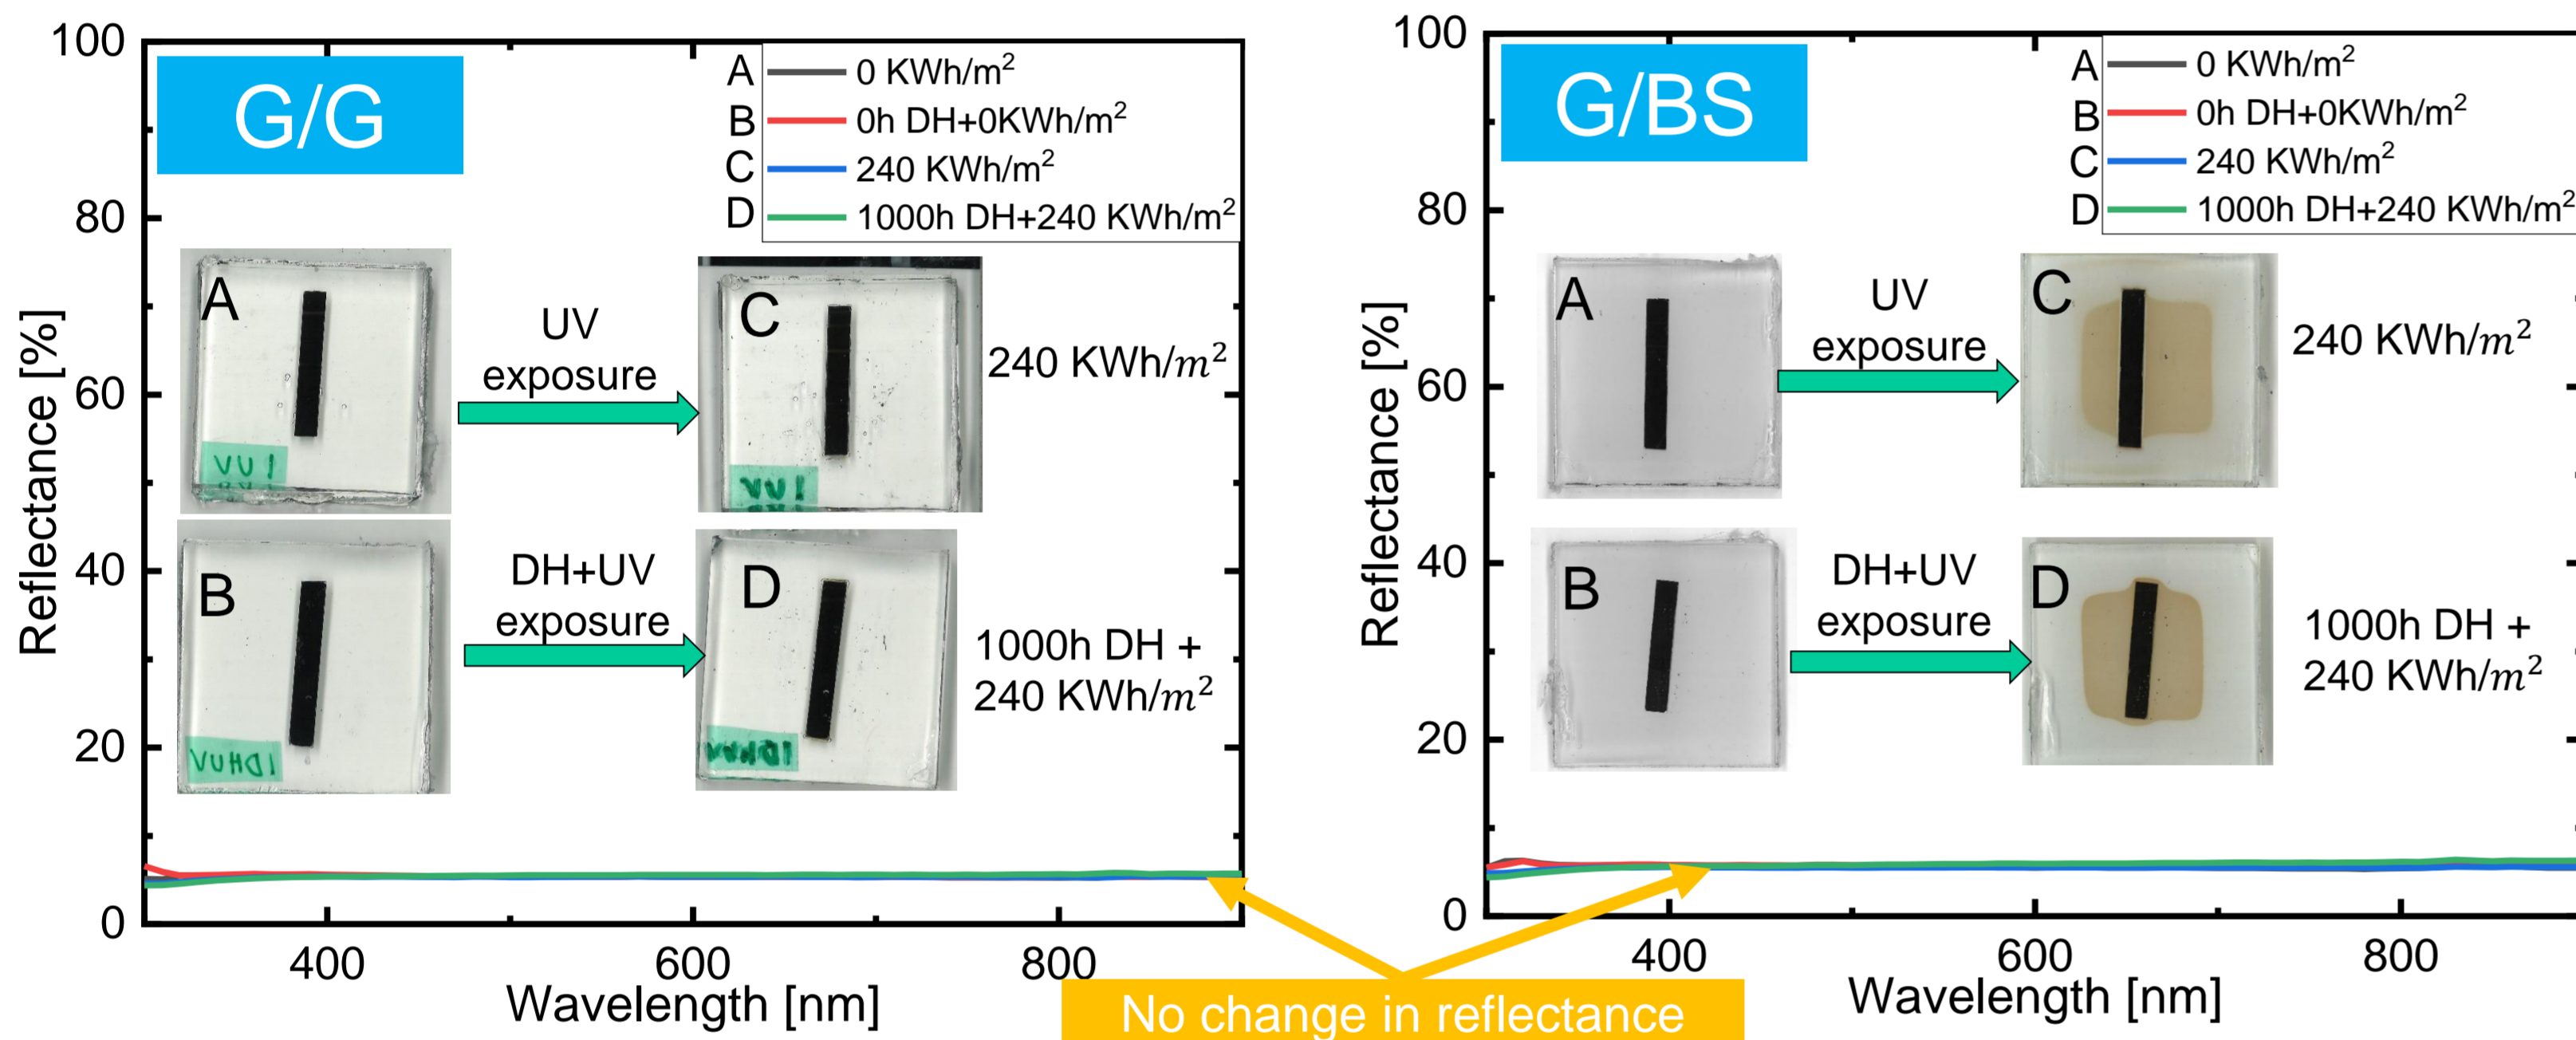 G/G
100
80
60
40
20
0
Reflectance [%]
A 0 KWh/m²
B 0h DH+0KWh/m²
C 240 KWh/m²
D 1000h DH+240 KWh/m²
A
UV
exposure
C
240 KWh/m²
B
DH+UV
exposure
D
1000h DH +
240 KWh/m²
400 600 800
Wavelength [nm]
G/BS
100
80
60
40
20
0
Reflectance [%]
A 0 KWh/m²
B 0h DH+0KWh/m²
C 240 KWh/m²
D 1000h DH+240 KWh/m²
A
UV
exposure
C
240 KWh/m²
B
DH+UV
exposure
D
1000h DH +
240 KWh/m²
400 600 800
Wavelength [nm]
No change in reflectance